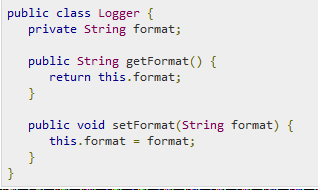 public class Logger {
   private String format;

   public String getFormat() {
      return this.format;
   }

   public void setFormat(String format) {
      this.format = format;
   }
}